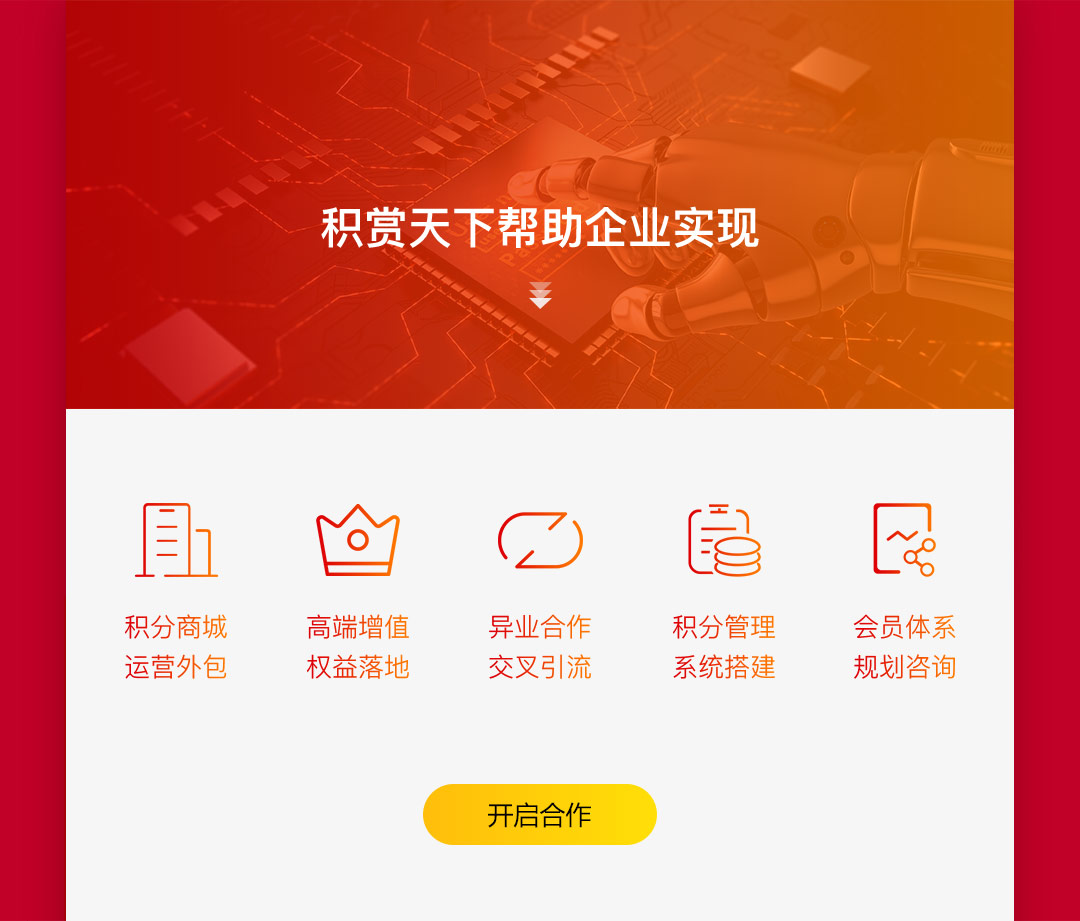 积赏天下帮助企业实现
积分商城
运营外包
高端增值
权益落地
异业合作
交叉引流
积分管理
系统搭建
会员体系
规划咨询
开启合作